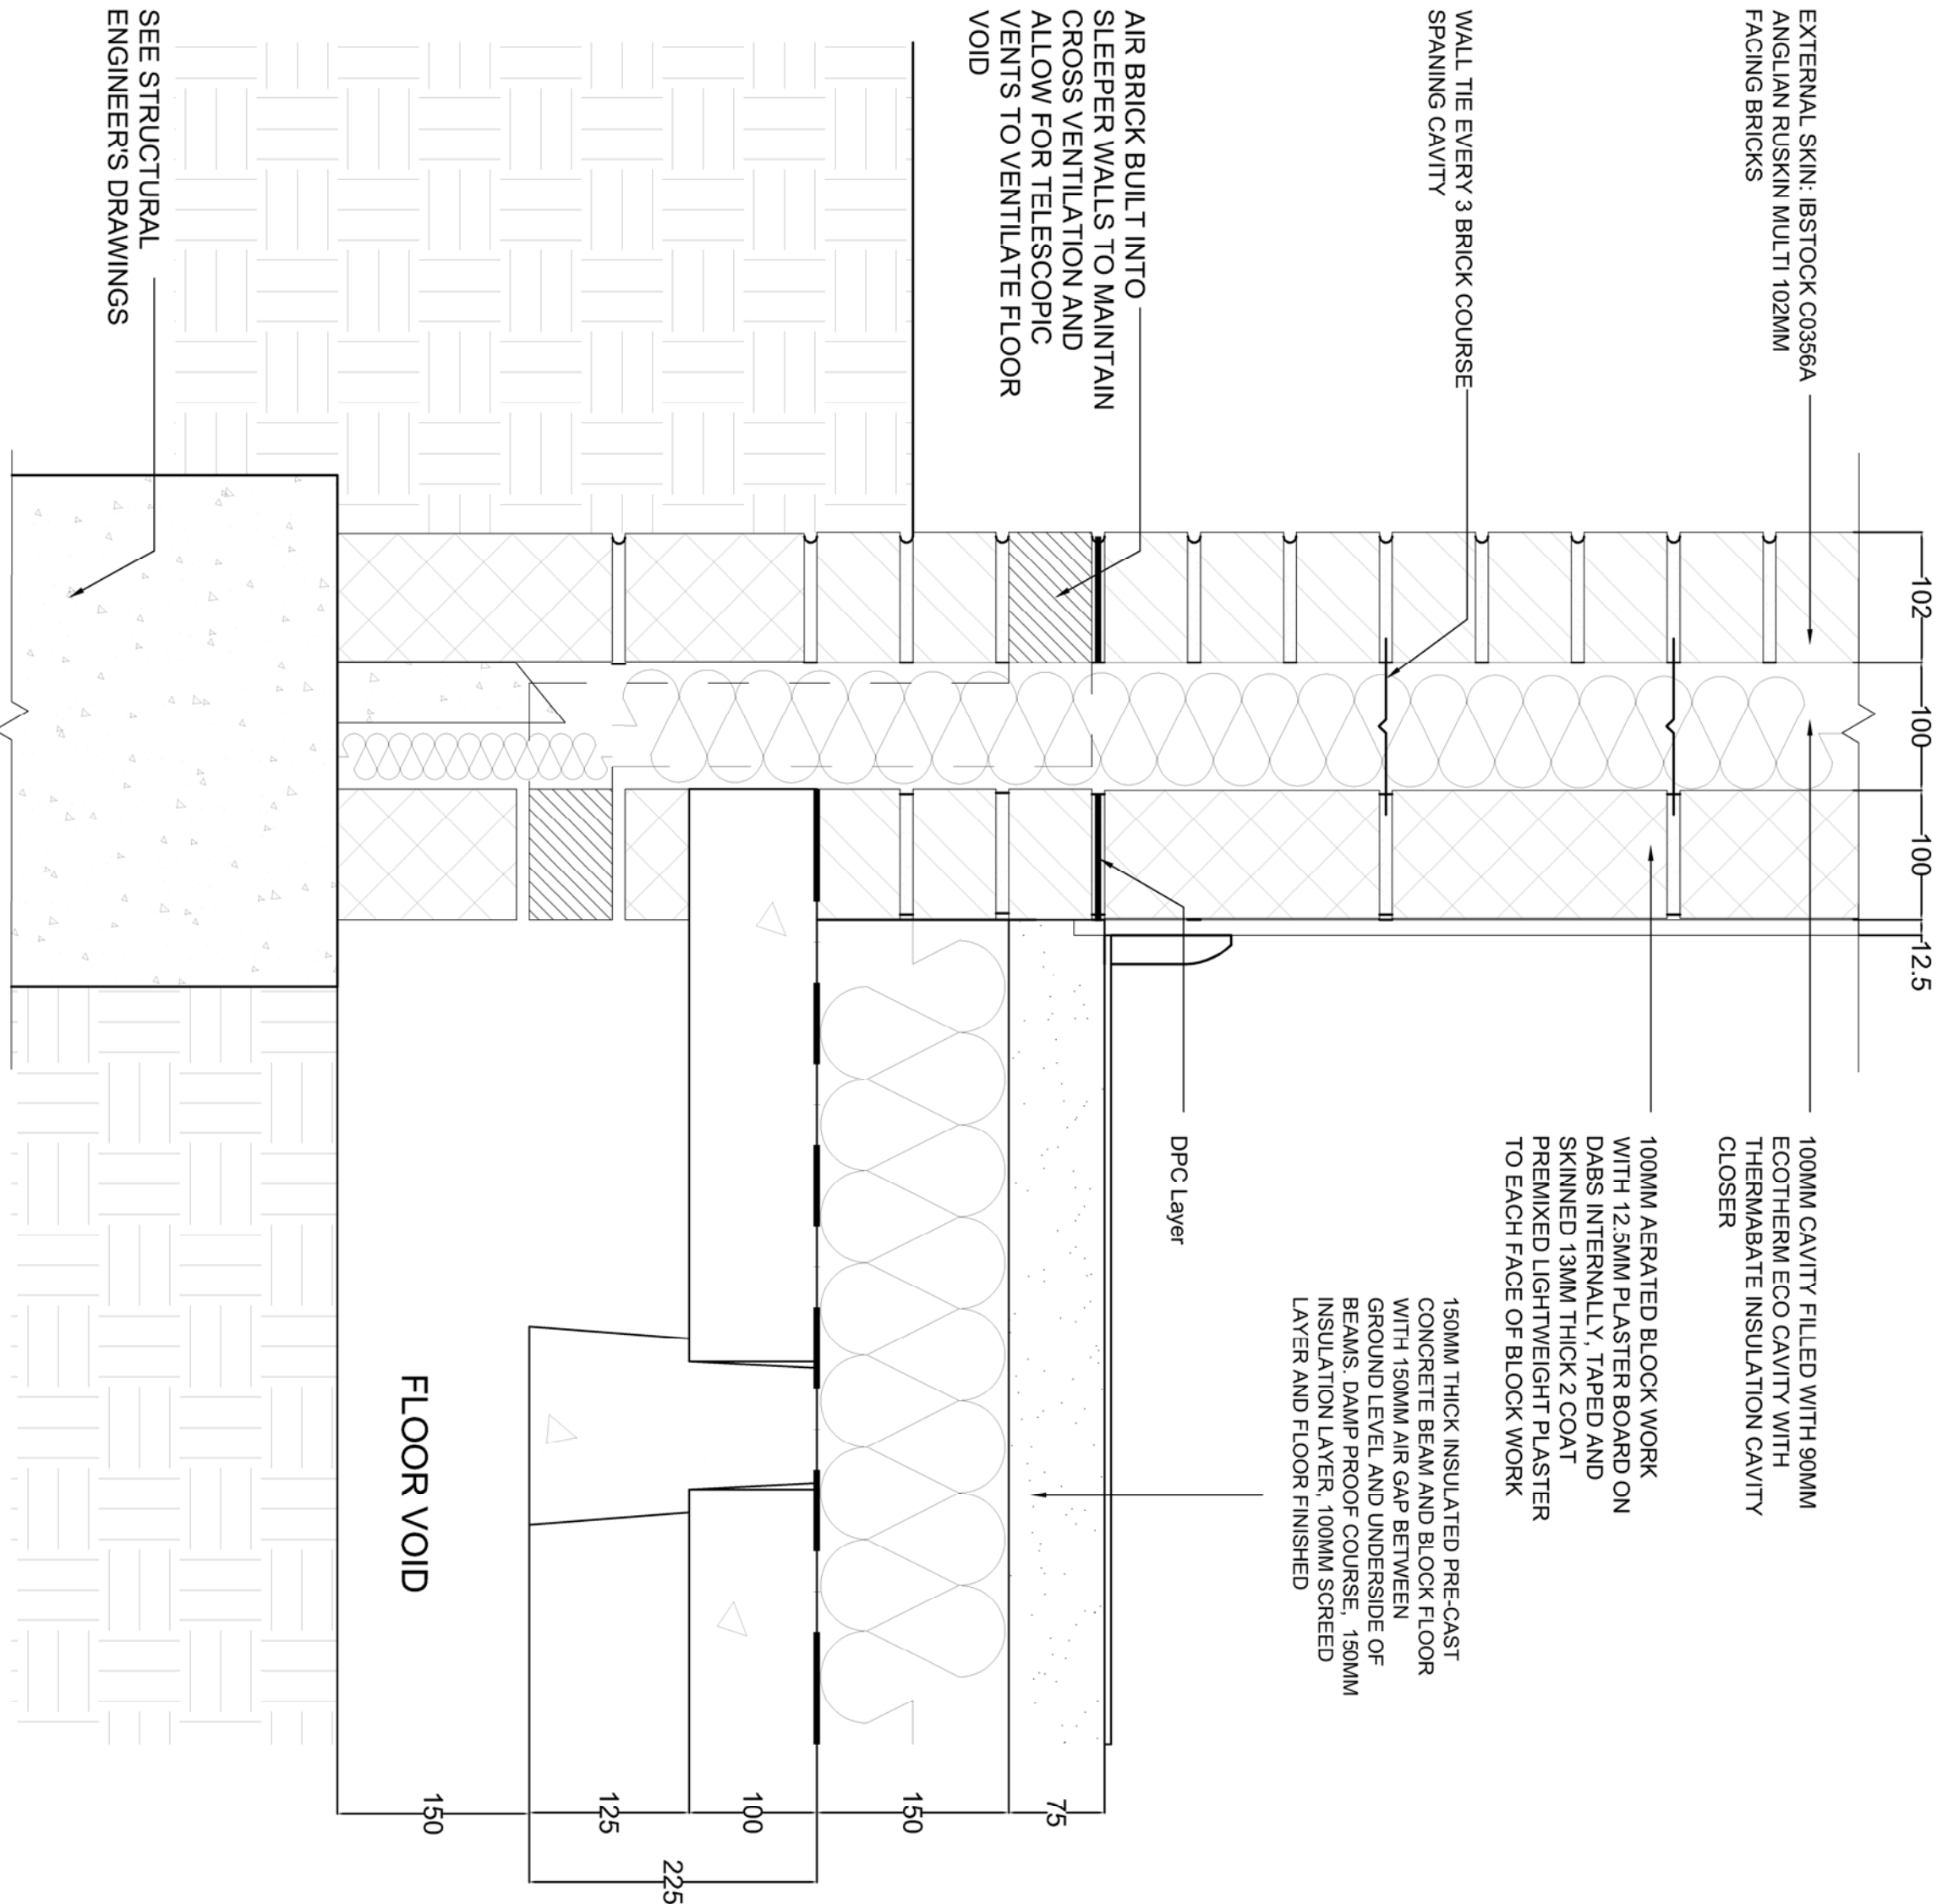 EXTERNAL SKIN: IBSTOCK C0356A
ANGLIAN RUSKIN MULTI 102MM
FACING BRICKS
WALL TIE EVERY 3 BRICK COURSE
SPANING CAVITY
AIR BRICK BUILT INTO
SLEEPER WALLS TO MAINTAIN
CROSS VENTILATION AND
ALLOW FOR TELESCOPIC
VENTS TO VENTILATE FLOOR
VOID
SEE STRUCTURAL
ENGINEER'S DRAWINGS
102
100
100
12.5
100MM CAVITY FILLED WITH 90MM
ECOTHERM ECO CAVITY WITH
THERMABATE INSULATION CAVITY
CLOSER
100MM AERATED BLOCK WORK
WITH 12.5MM PLASTER BOARD ON
DABS INTERNALLY, TAPED AND
SKINNED 13MM THICK 2 COAT
PREMIXED LIGHTWEIGHT PLASTER
TO EACH FACE OF BLOCK WORK
150MM THICK INSULATED PRE-CAST
CONCRETE BEAM AND BLOCK FLOOR
WITH 150MM AIR GAP BETWEEN
GROUND LEVEL AND UNDERSIDE OF
BEAMS. DAMP PROOF COURSE, 150MM
INSULATION LAYER, 100MM SCREED
LAYER AND FLOOR FINISHED
DPC Layer
FLOOR VOID
75
150
100
125
150
225